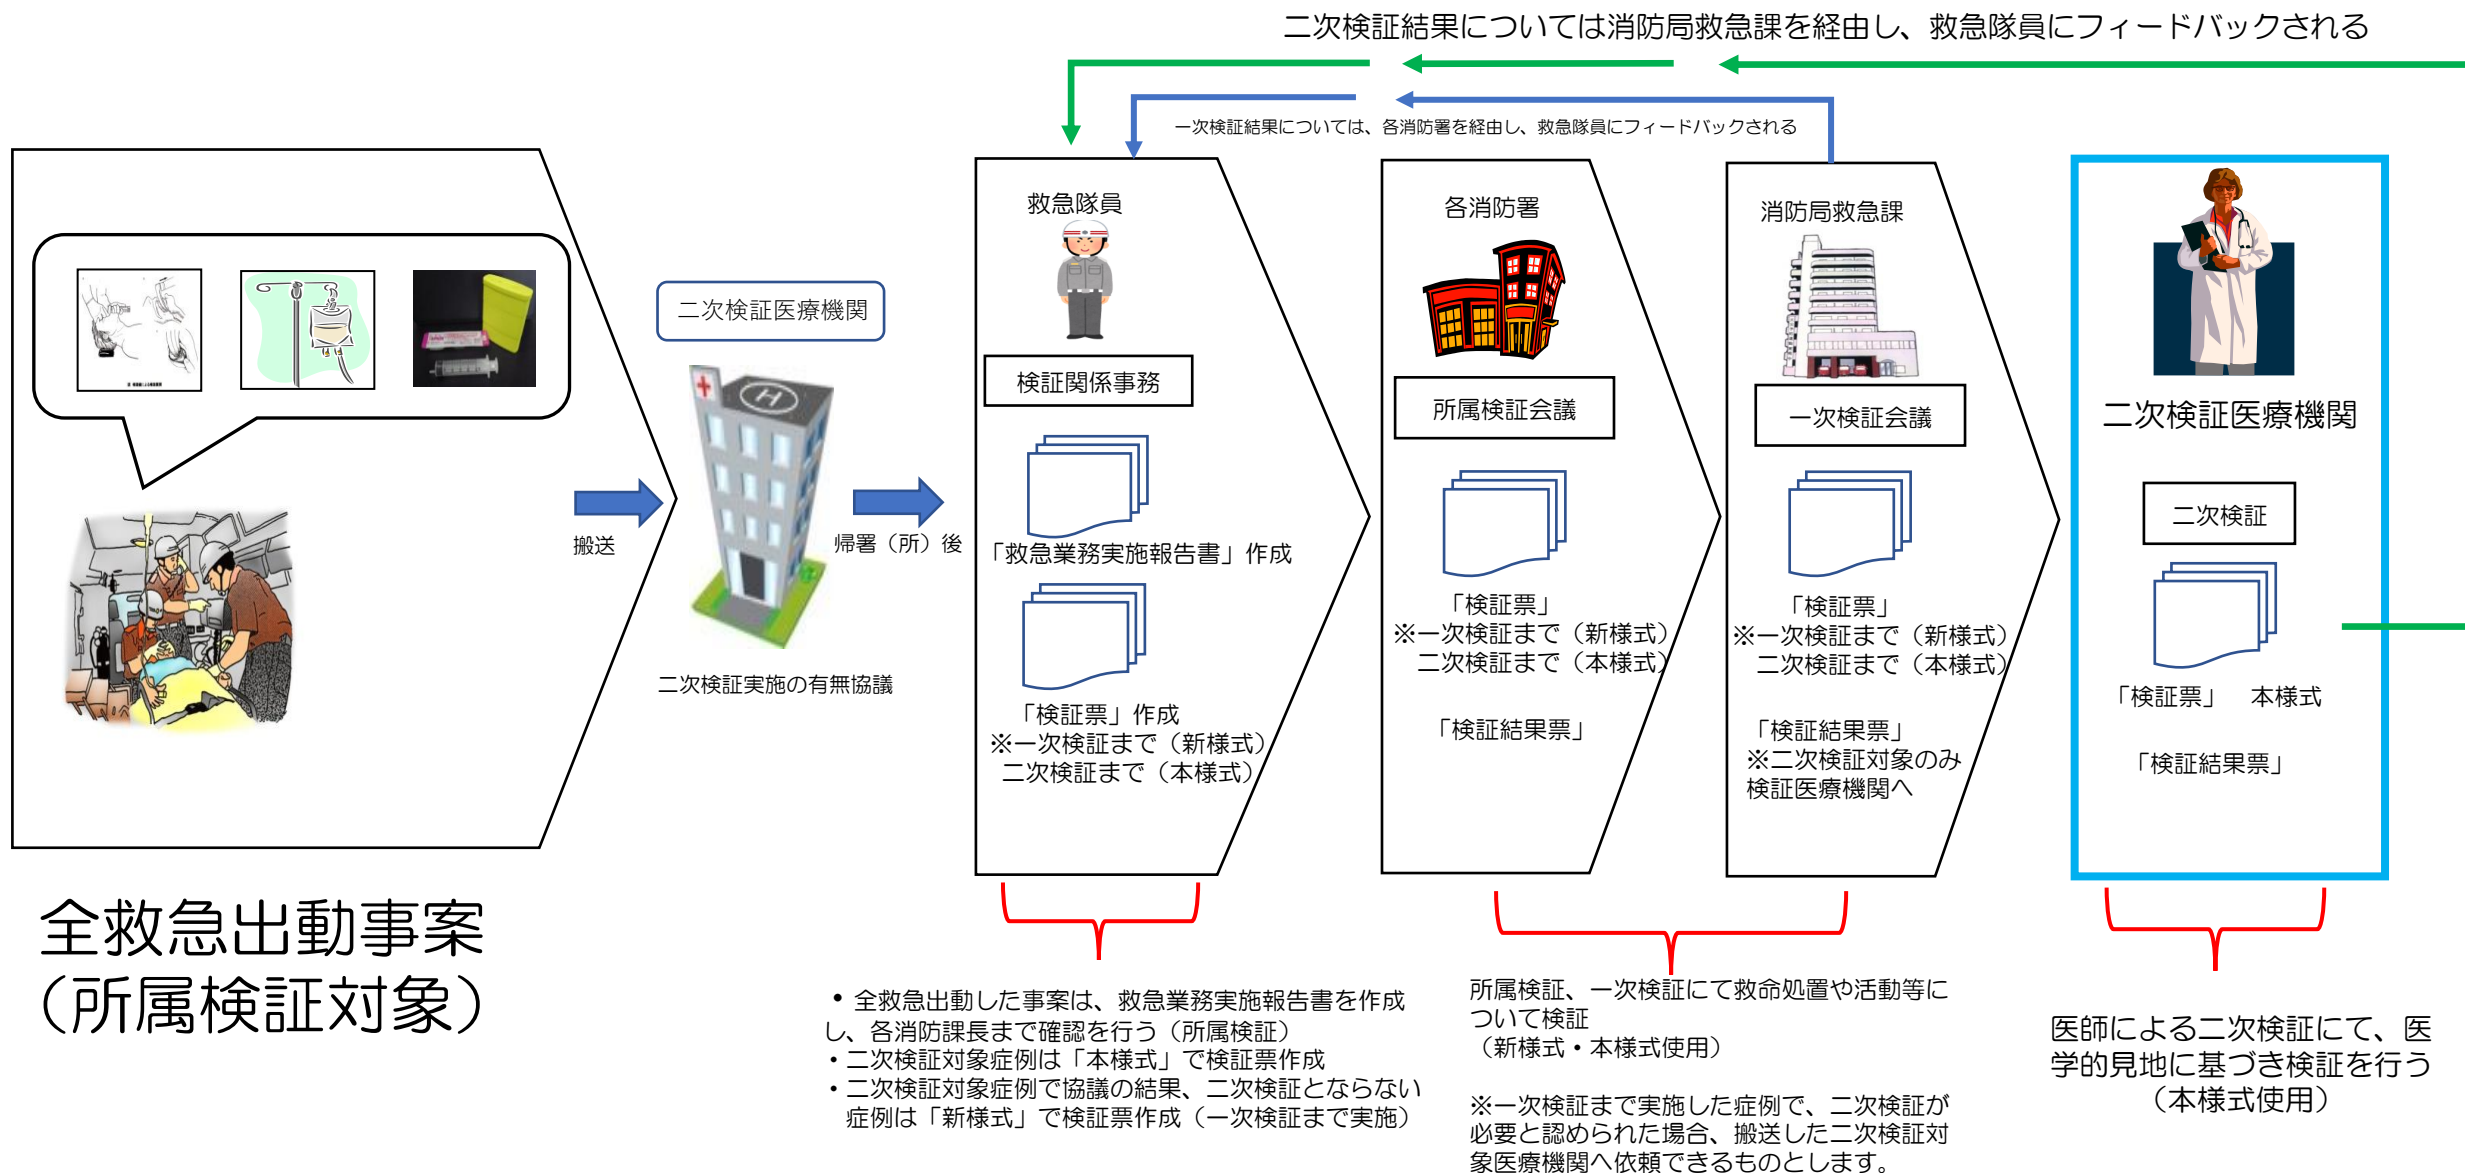 二次検証結果については消防局救急課を経由し、救急隊員にフィードバックされる
一次検証結果については、各消防署を経由し、救急隊員にフィードバックされる
全救急出動事案
（所属検証対象）
搬送
二次検証医療機関
二次検証実施の有無協議
帰署（所）後
救急隊員
検証関係事務
「救急業務実施報告書」作成
「検証票」作成
※一次検証まで（新様式）
二次検証まで（本様式）
各消防署
所属検証会議
「検証票」
※一次検証まで（新様式）
二次検証まで（本様式）
「検証結果票」
消防局救急課
一次検証会議
「検証票」
※一次検証まで（新様式）
二次検証まで（本様式）
「検証結果票」
※二次検証対象のみ
検証医療機関へ
二次検証医療機関
二次検証
「検証票」　本様式
「検証結果票」
・全救急出動した事案は、救急業務実施報告書を作成
し、各消防課長まで確認を行う（所属検証）
・二次検証対象症例は「本様式」で検証票作成
・二次検証対象症例で協議の結果、二次検証とならない
症例は「新様式」で検証票作成（一次検証まで実施）
所属検証、一次検証にて救命処置や活動等に
ついて検証
（新様式・本様式使用）
※一次検証まで実施した症例で、二次検証が
必要と認められた場合、搬送した二次検証対
象医療機関へ依頼できるものとします。
医師による二次検証にて、医
学的見地に基づき検証を行う
（本様式使用）